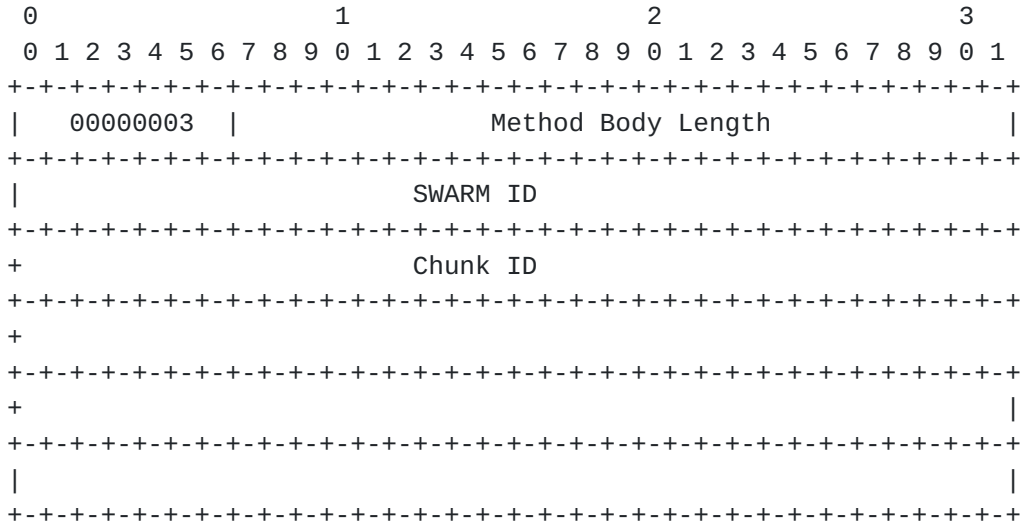 0                   1                   2                   3
 0 1 2 3 4 5 6 7 8 9 0 1 2 3 4 5 6 7 8 9 0 1 2 3 4 5 6 7 8 9 0 1
+-+-+-+-+-+-+-+-+-+-+-+-+-+-+-+-+-+-+-+-+-+-+-+-+-+-+-+-+-+-+-+-+
|   00000003  |                Method Body Length               |
+-+-+-+-+-+-+-+-+-+-+-+-+-+-+-+-+-+-+-+-+-+-+-+-+-+-+-+-+-+-+-+-+
|                         SWARM ID
+-+-+-+-+-+-+-+-+-+-+-+-+-+-+-+-+-+-+-+-+-+-+-+-+-+-+-+-+-+-+-+-+
+                         Chunk ID
+-+-+-+-+-+-+-+-+-+-+-+-+-+-+-+-+-+-+-+-+-+-+-+-+-+-+-+-+-+-+-+-+
+
+-+-+-+-+-+-+-+-+-+-+-+-+-+-+-+-+-+-+-+-+-+-+-+-+-+-+-+-+-+-+-+-+
+                                                               |
+-+-+-+-+-+-+-+-+-+-+-+-+-+-+-+-+-+-+-+-+-+-+-+-+-+-+-+-+-+-+-+-+
|                                                               |
+-+-+-+-+-+-+-+-+-+-+-+-+-+-+-+-+-+-+-+-+-+-+-+-+-+-+-+-+-+-+-+-+